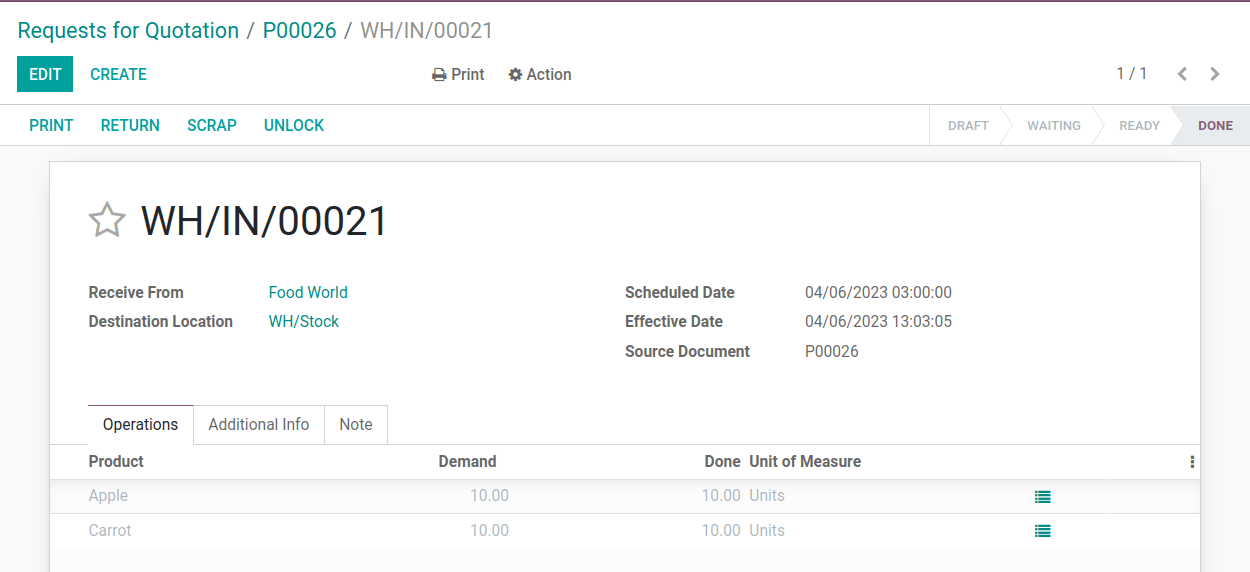 Requests for Quotation / P00026 / WH/IN/00021
EDIT CREATE Print Action 1 / 1
PRINT RETURN SCRAP UNLOCK DRAFT WAITING READY DONE
WH/IN/00021
Receive From Food World Scheduled Date 04/06/2023 03:00:00
Destination Location WH/Stock Effective Date 04/06/2023 13:03:05
Source Document P00026
Operations Additional Info Note
Product Demand Done Unit of Measure
Apple 10.00 10.00 Units
Carrot 10.00 10.00 Units